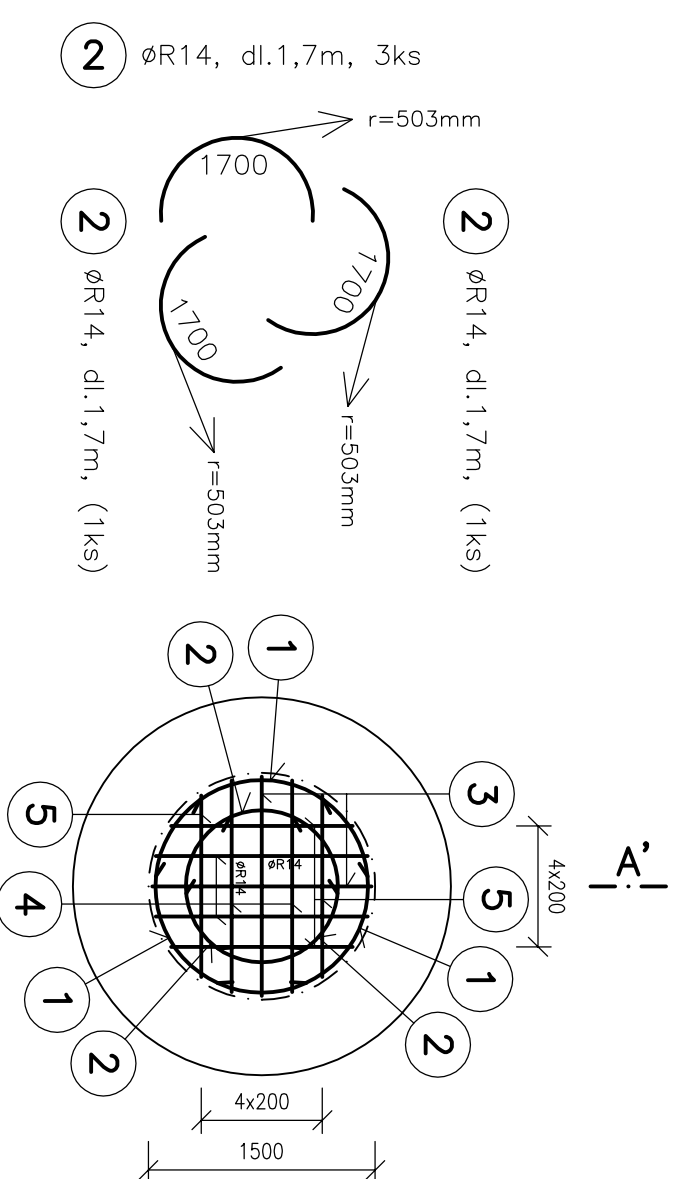 2 øR14, dl.1,7m, 3ks
r=503mm
1700
2 øR14, dl.1,7m, (1ks)
1700
r=503mm
2 øR14, dl.1,7m, (1ks)
1700
r=503mm
2
1
3
5
4x200
A'
øR14
øR14
5
4
1
1
2
2
4x200
1500